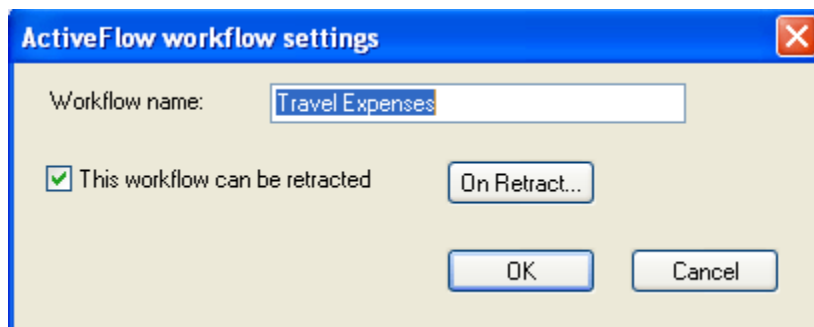 ActiveFlow workflow settings
Workflow name: Travel Expenses
This workflow can be retracted On Retract...
OK Cancel